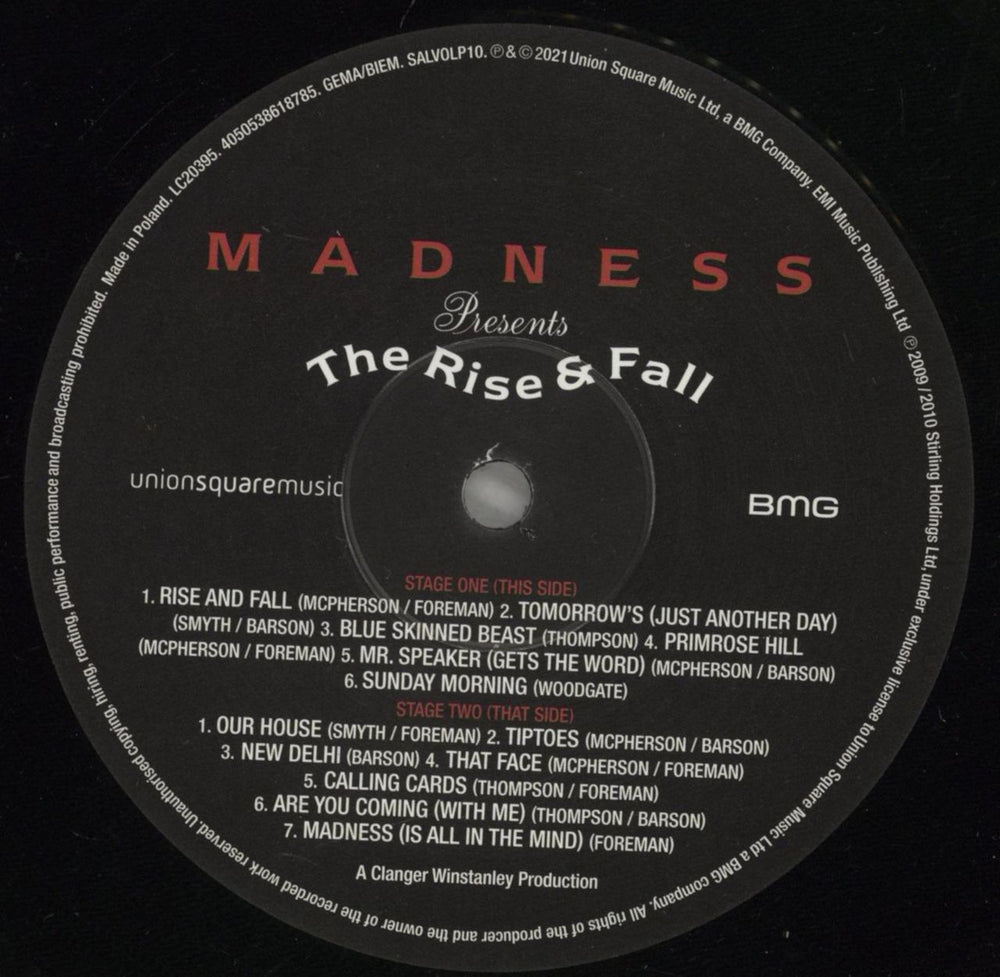 Unauthorised copying, hiring, renting, public performance and broadcasting prohibited. Made in Poland. LC20395. 4050538618785. GEMA/BIEM. SALVOLP10. ℗ & © 2021 Union Square Music Ltd, a BMG Company. EMI Music Publishing Ltd ℗ 2009 / 2010 Stirling Holdings Ltd, under exclusive license to Union Square Music Ltd a BMG company. All rights of the producer and the owner of the recorded work reserved.
MADNESS
Presents
The Rise & Fall
unionsquaremusic
BMG
STAGE ONE (THIS SIDE)
1. RISE AND FALL (MCPHERSON / FOREMAN) 2. TOMORROW'S (JUST ANOTHER DAY)
(SMYTH / BARSON) 3. BLUE SKINNED BEAST (THOMPSON) 4. PRIMROSE HILL
(MCPHERSON / FOREMAN) 5. MR. SPEAKER (GETS THE WORD) (MCPHERSON / BARSON)
6. SUNDAY MORNING (WOODGATE)
STAGE TWO (THAT SIDE)
1. OUR HOUSE (SMYTH / FOREMAN) 2. TIPTOES (MCPHERSON / BARSON)
3. NEW DELHI (BARSON) 4. THAT FACE (MCPHERSON / FOREMAN)
5. CALLING CARDS (THOMPSON / FOREMAN)
6. ARE YOU COMING (WITH ME) (THOMPSON / BARSON)
7. MADNESS (IS ALL IN THE MIND) (FOREMAN)
A Clanger Winstanley Production